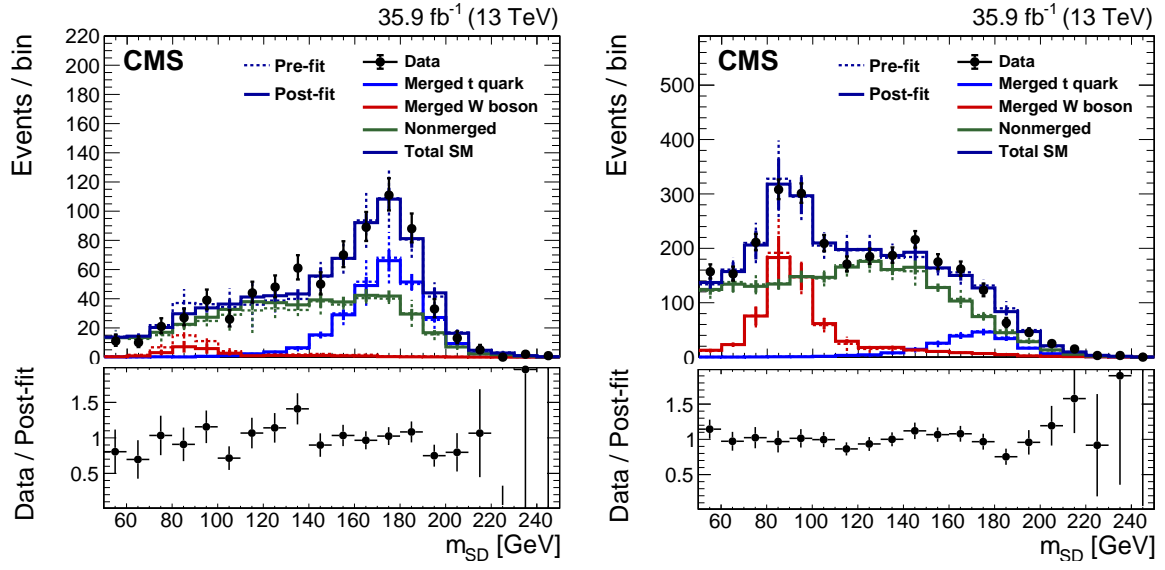 35.9 fb⁻¹ (13 TeV)
Events / bin
220
200
180
160
140
120
100
80
60
40
20
0
CMS
Pre-fit
Post-fit
Data
Merged t quark
Merged W boson
Nonmerged
Total SM
Data / Post-fit
1.5
1
0.5
60 80 100 120 140 160 180 200 220 240
m_SD [GeV]
35.9 fb⁻¹ (13 TeV)
Events / bin
500
400
300
200
100
0
CMS
Pre-fit
Post-fit
Data
Merged t quark
Merged W boson
Nonmerged
Total SM
Data / Post-fit
1.5
1
0.5
60 80 100 120 140 160 180 200 220 240
m_SD [GeV]